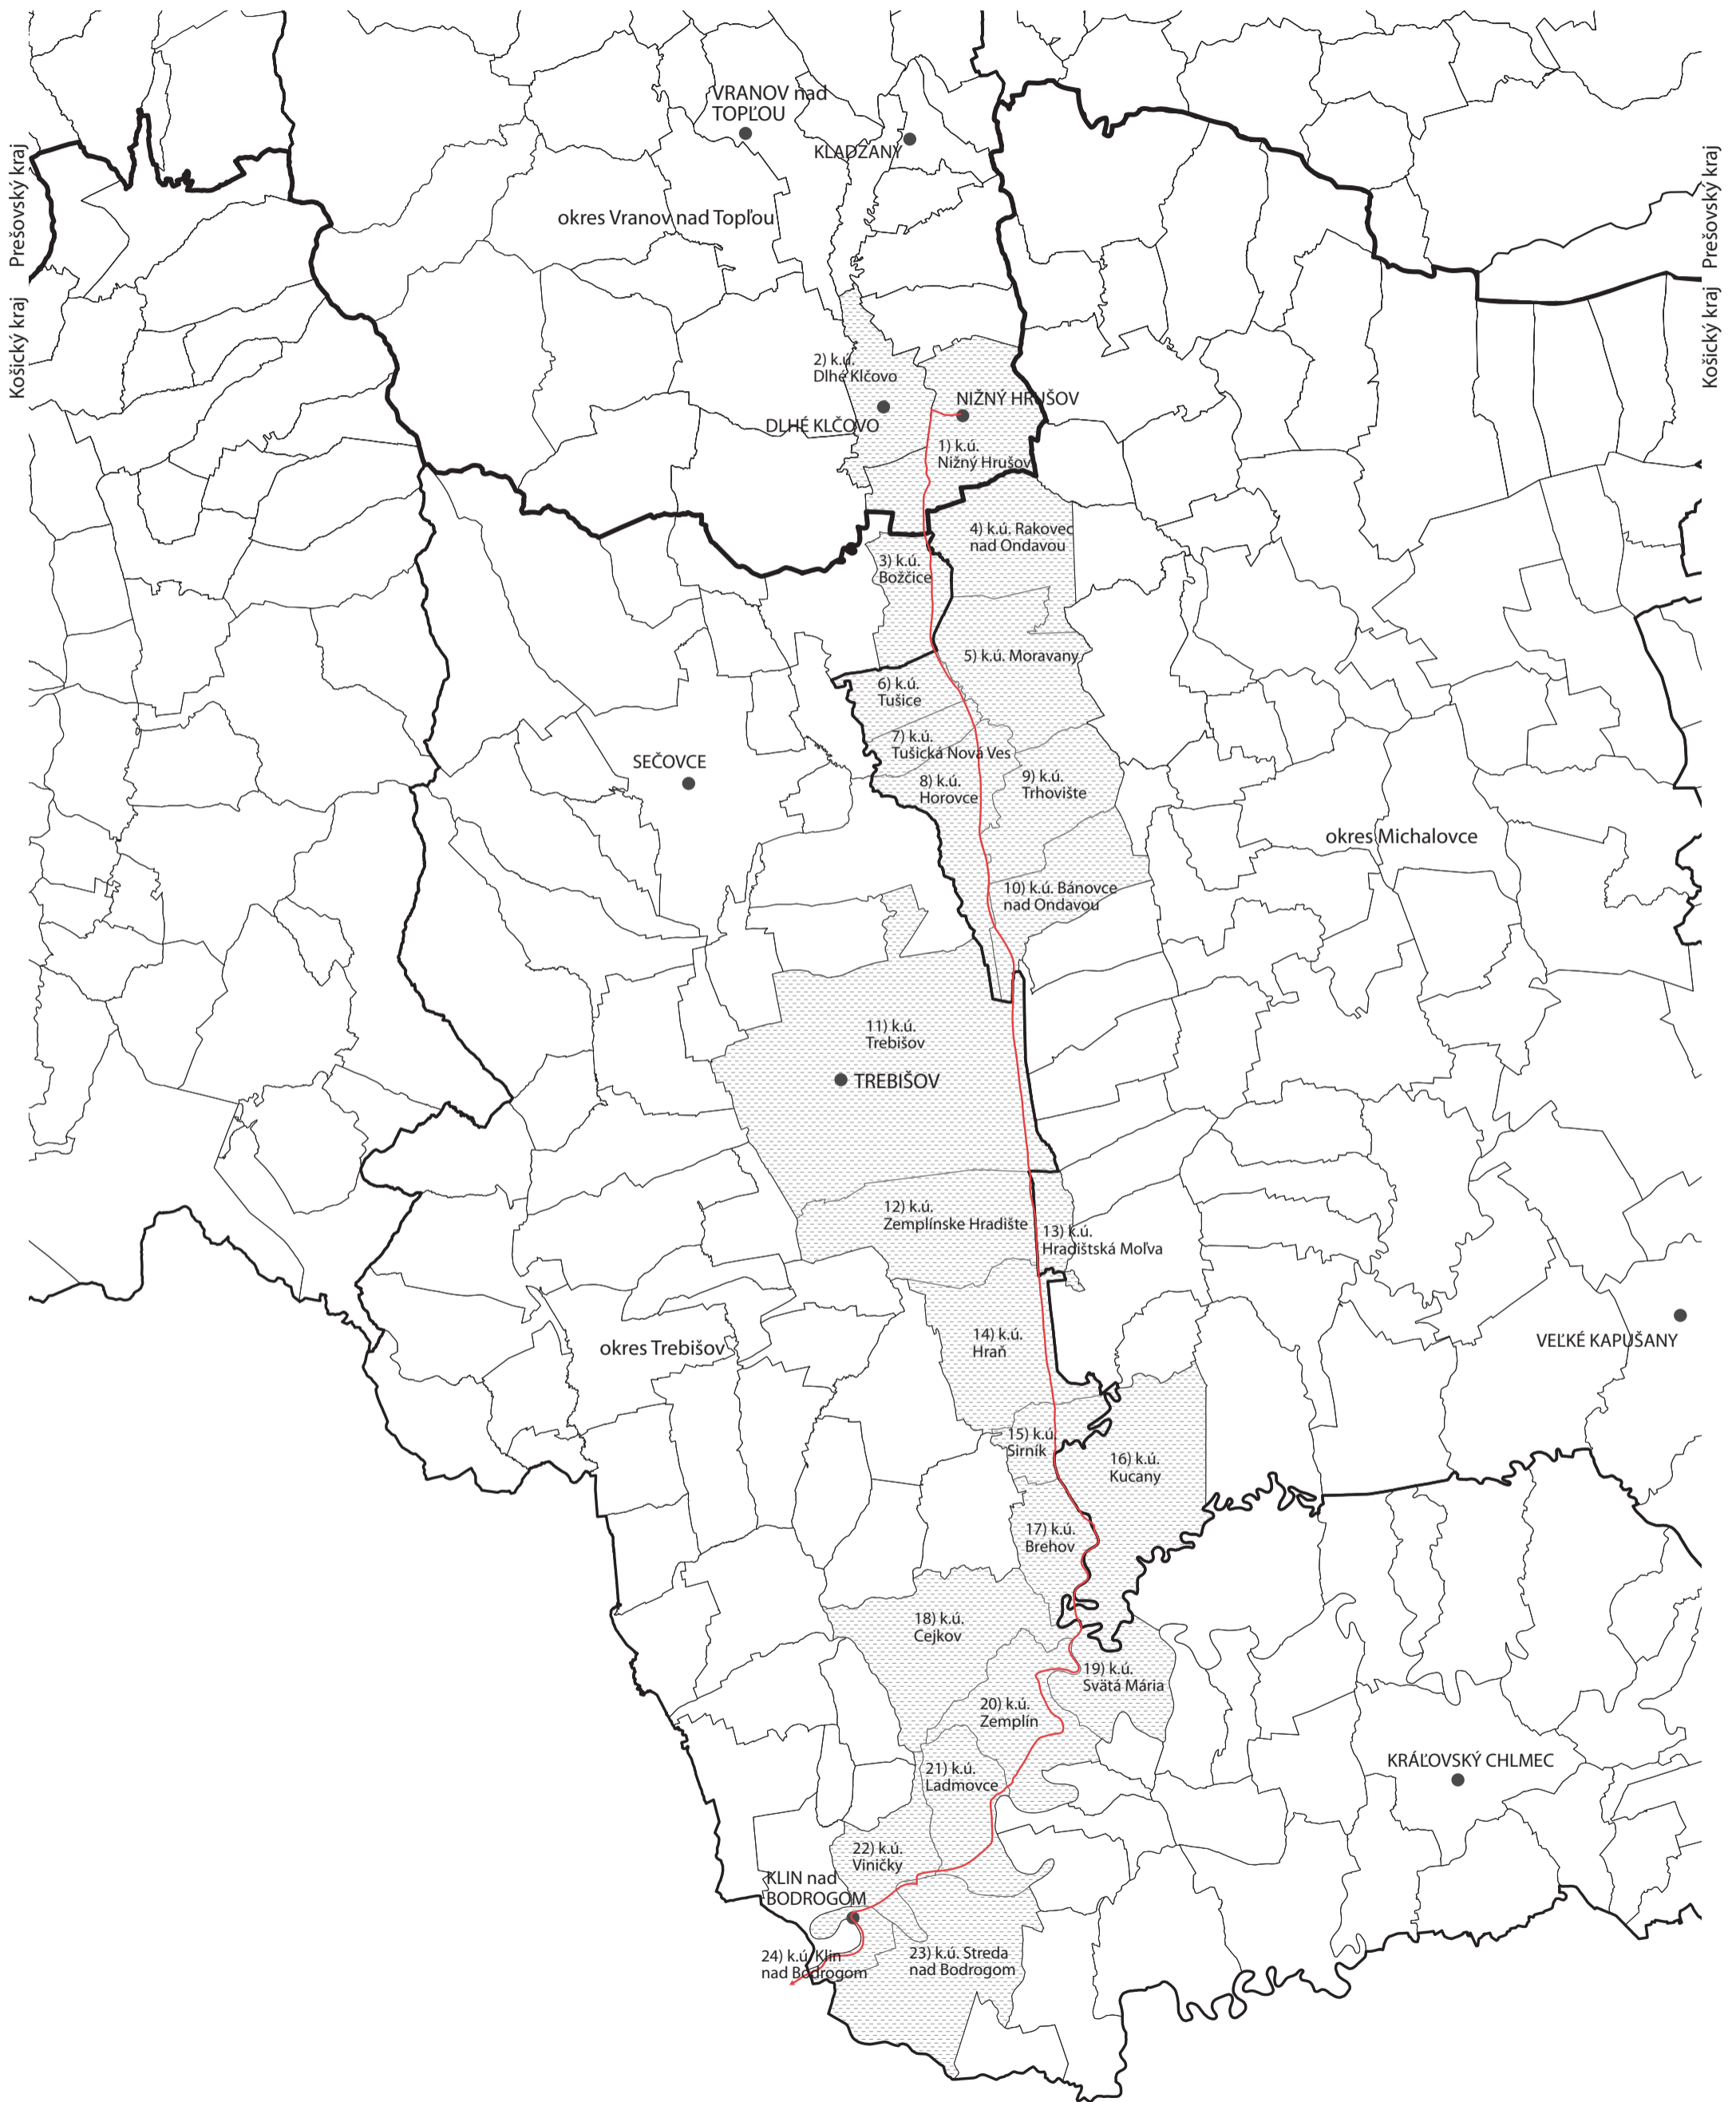 VRANOV nad
TOPĽOU
KLADZANY
Prešovský kraj
Košický kraj
Prešovský kraj
Košický kraj
okres Vranov nad Topľou
2) k.ú.
Dlhé Klčovo
NIŽNÝ HRUŠOV
DLHÉ KLČOVO
1) k.ú.
Nižný Hrušov
4) k.ú. Rakovec
nad Ondavou
3) k.ú.
Božčice
5) k.ú. Moravany
6) k.ú.
Tušice
7) k.ú.
Tušická Nová Ves
SEČOVCE
8) k.ú.
Horovce
9) k.ú.
Trhovište
okres Michalovce
10) k.ú. Bánovce
nad Ondavou
11) k.ú.
Trebišov
TREBIŠOV
12) k.ú.
Zemplínske Hradište
13) k.ú.
Hradištská Moľva
okres Trebišov
14) k.ú.
Hraň
VEĽKÉ KAPUŠANY
15) k.ú.
Sirník
16) k.ú.
Kucany
17) k.ú.
Brehov
18) k.ú.
Cejkov
19) k.ú.
Svätá Mária
20) k.ú.
Zemplín
21) k.ú.
Ladmovce
KRÁĽOVSKÝ CHLMEC
22) k.ú.
Viničky
KLIN nad
BODROGOM
24) k.ú. Klin
nad Bodrogom
23) k.ú. Streda
nad Bodrogom